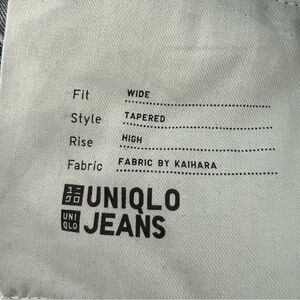 Fit WIDE
Style TAPERED
Rise HIGH
Fabric FABRIC BY KAIHARA
ユニクロ UNIQLO
UNIQLO JEANS